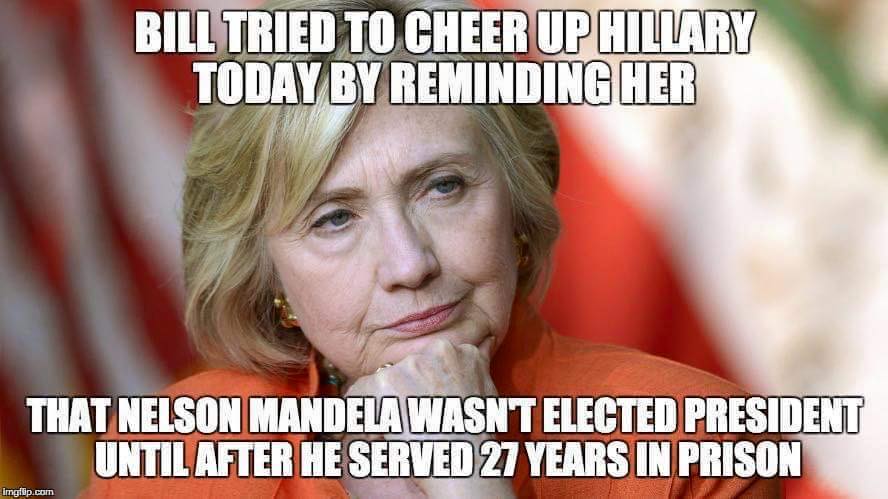 BILL TRIED TO CHEER UP HILLARY
TODAY BY REMINDING HER
THAT NELSON MANDELA WASN'T ELECTED PRESIDENT
UNTIL AFTER HE SERVED 27 YEARS IN PRISON
imgflip.com